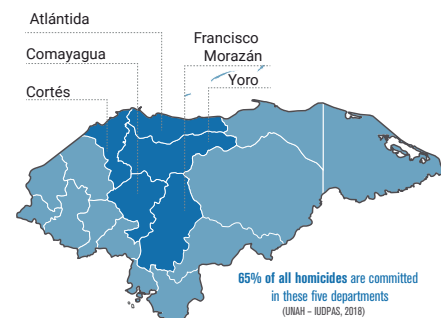 Atlántida
Comayagua
Cortés
Francisco
Morazán
Yoro
65% of all homicides are committed
in these five departments
(UNAH – IUDPAS, 2018)